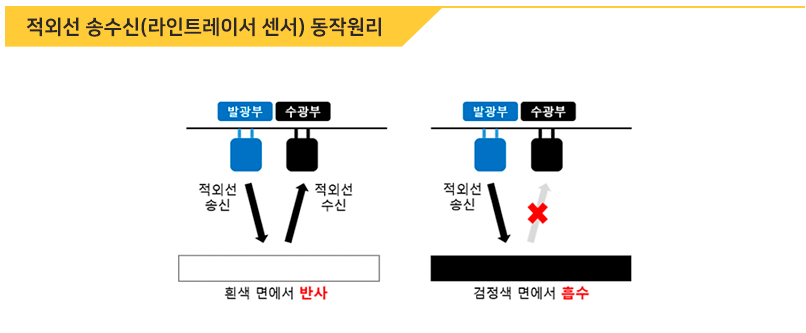 적외선 송수신(라인트레이서 센서) 동작원리
발광부
수광부
적외선
송신
적외선
수신
흰색 면에서 반사
발광부
수광부
적외선
송신
검정색 면에서 흡수